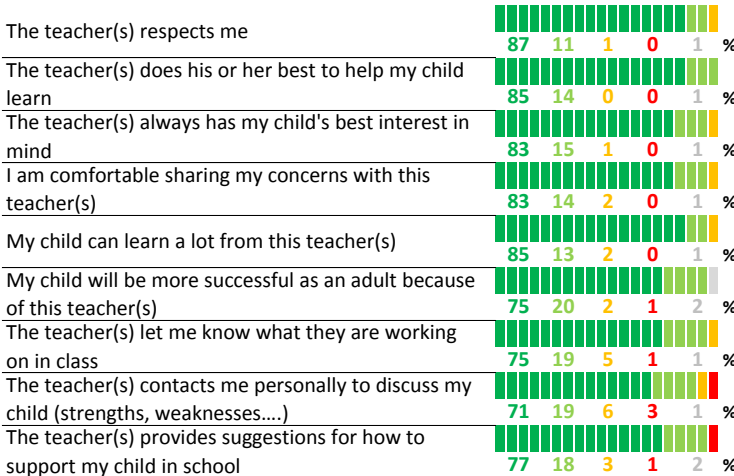 The teacher(s) respects me
87 11 1 0 1 %
The teacher(s) does his or her best to help my child
learn
85 14 0 0 1 %
The teacher(s) always has my child's best interest in
mind
83 15 1 0 1 %
I am comfortable sharing my concerns with this
teacher(s)
83 14 2 0 1 %
My child can learn a lot from this teacher(s)
85 13 2 0 1 %
My child will be more successful as an adult because
of this teacher(s)
75 20 2 1 2 %
The teacher(s) let me know what they are working
on in class
75 19 5 1 1 %
The teacher(s) contacts me personally to discuss my
child (strengths, weaknesses....)
71 19 6 3 1 %
The teacher(s) provides suggestions for how to
support my child in school
77 18 3 1 2 %